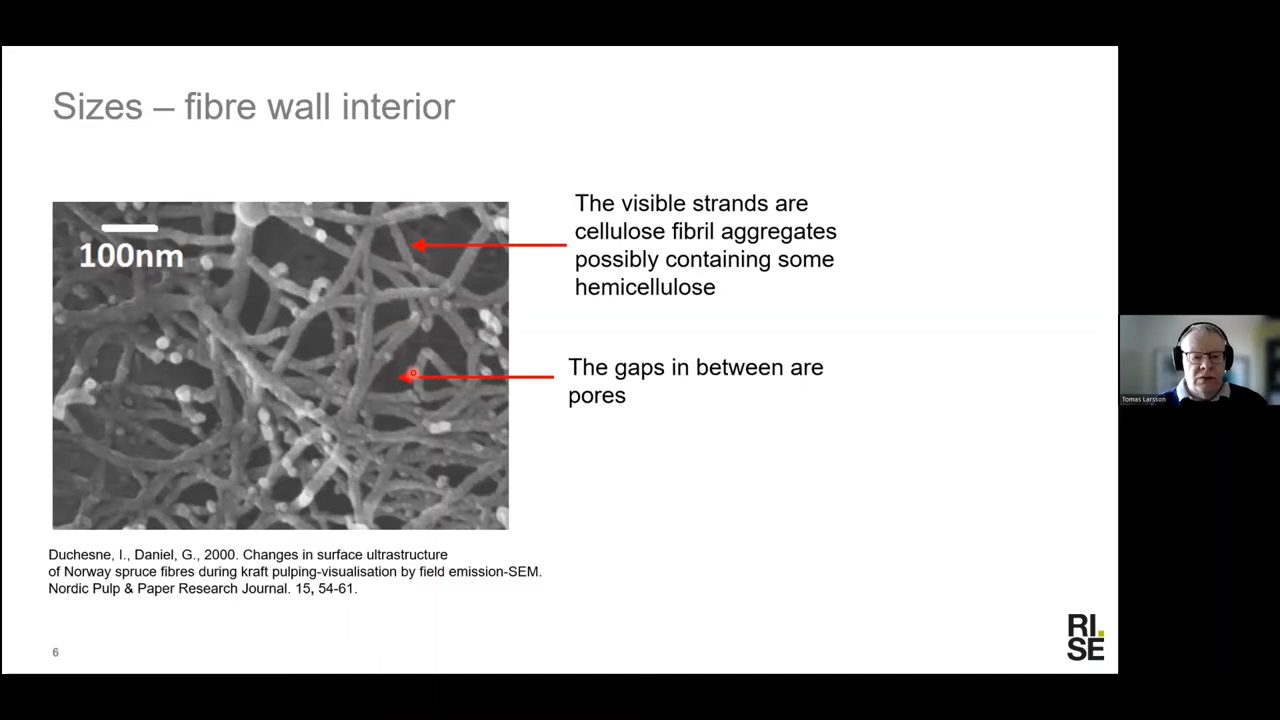 Sizes – fibre wall interior
100nm
The visible strands are
cellulose fibril aggregates
possibly containing some
hemicellulose
The gaps in between are
pores
Duchesne, I., Daniel, G., 2000. Changes in surface ultrastructure
of Norway spruce fibres during kraft pulping-visualisation by field emission-SEM.
Nordic Pulp & Paper Research Journal. 15, 54-61.
6
RI.
SE
Tomas Larsson